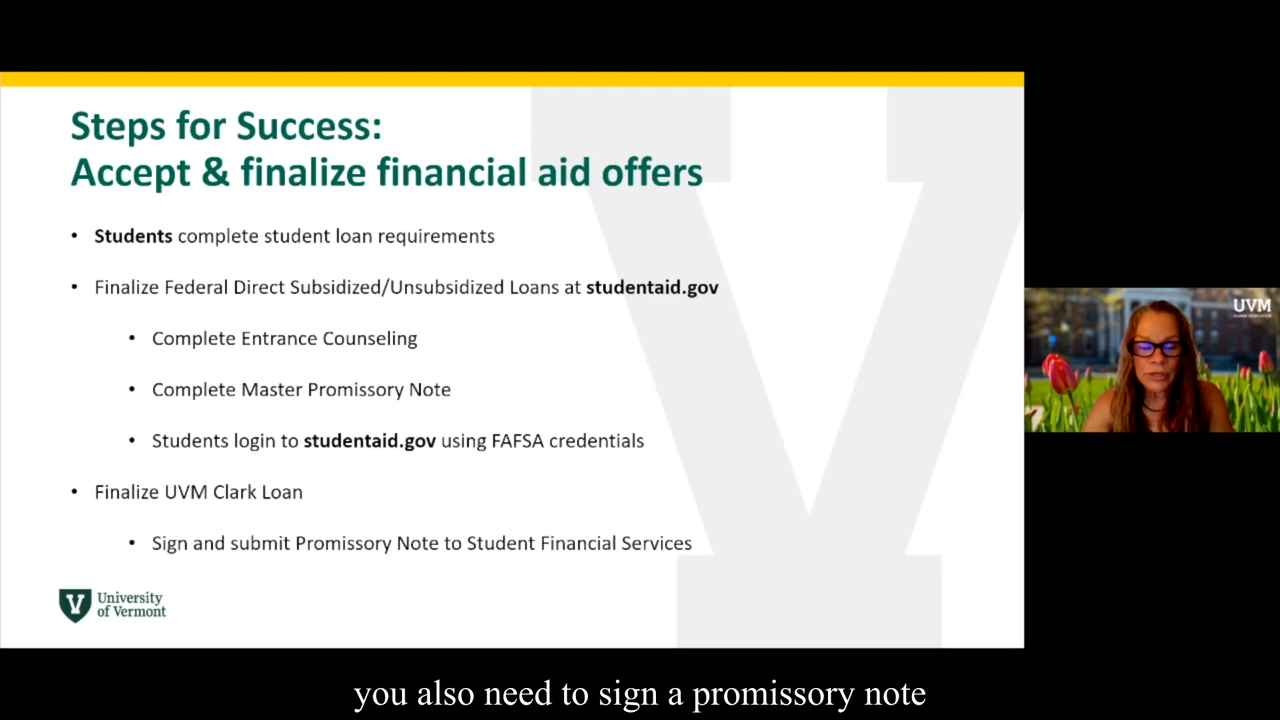 Steps for Success:
Accept & finalize financial aid offers
• Students complete student loan requirements
• Finalize Federal Direct Subsidized/Unsubsidized Loans at studentaid.gov
• Complete Entrance Counseling
• Complete Master Promissory Note
• Students login to studentaid.gov using FAFSA credentials
• Finalize UVM Clark Loan
• Sign and submit Promissory Note to Student Financial Services
University
of Vermont
UVM
you also need to sign a promissory note